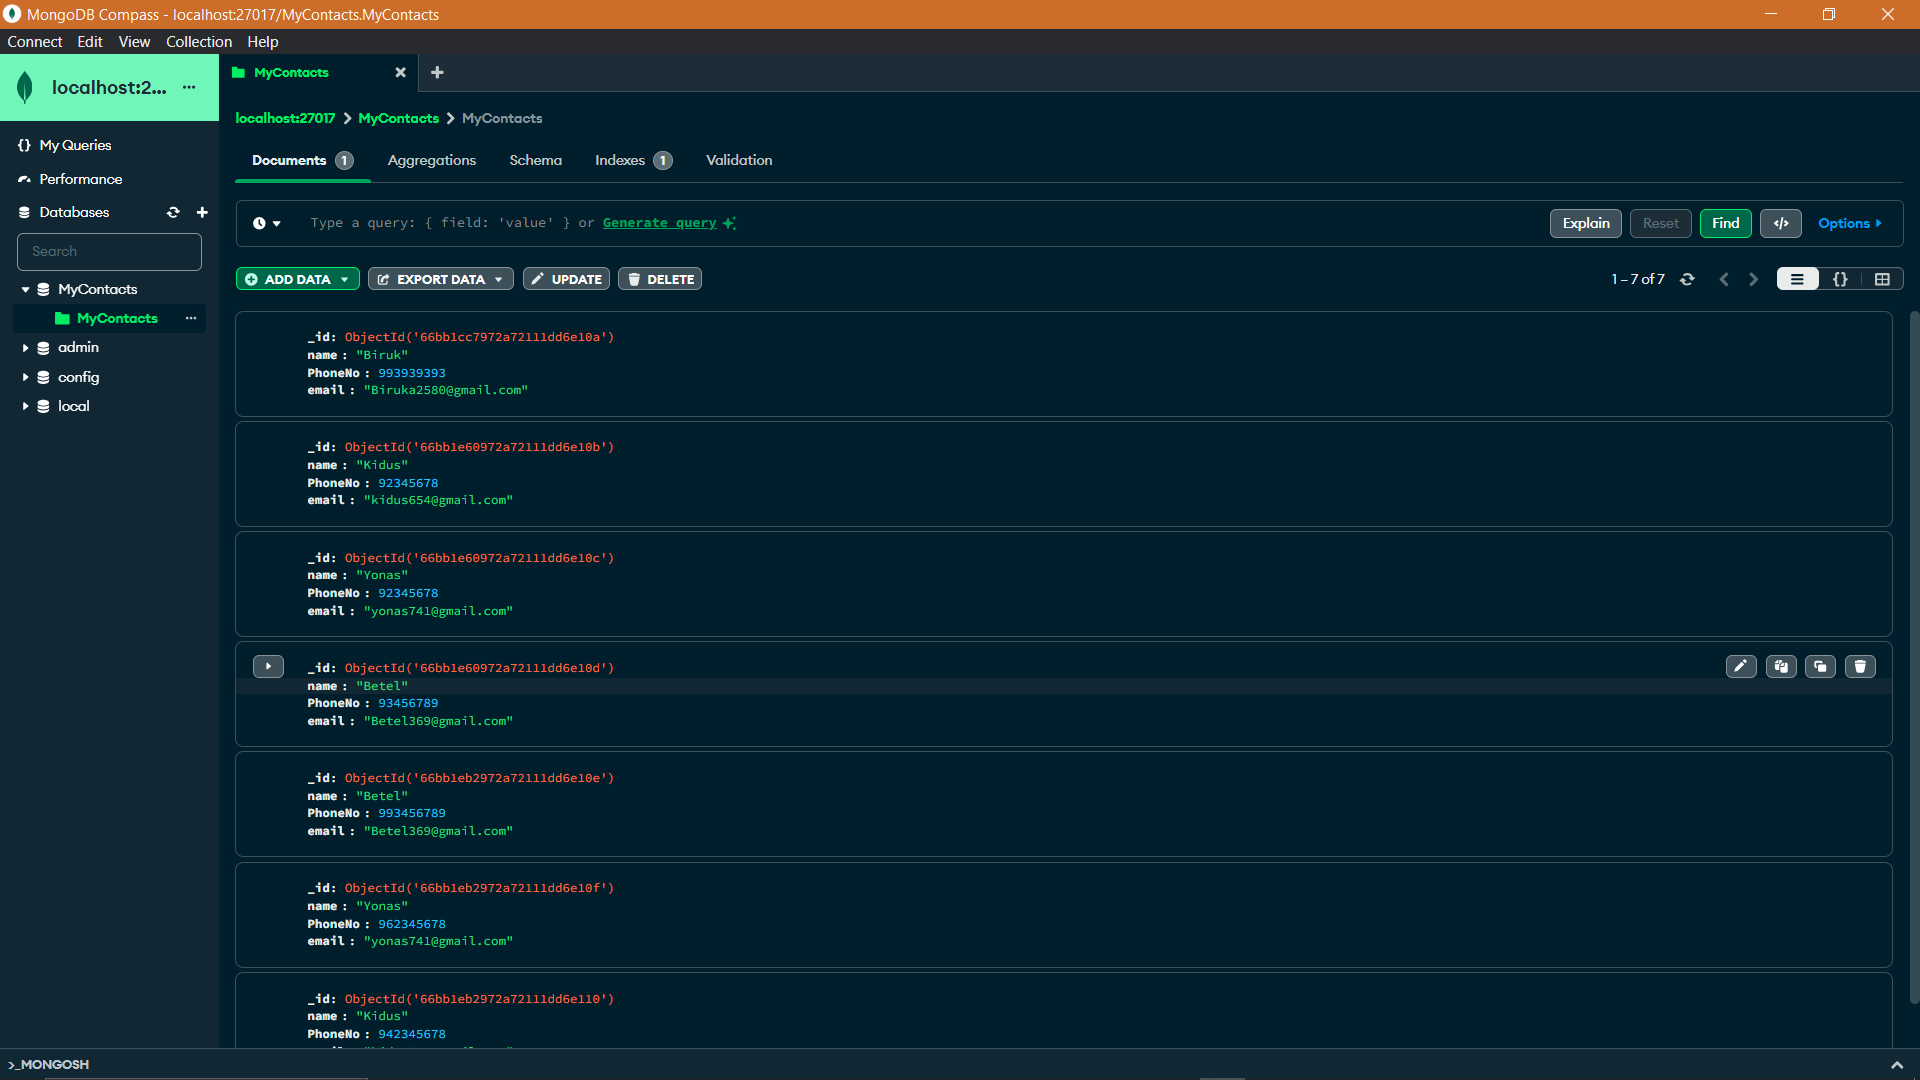 MongoDB Compass - localhost:27017/MyContacts.MyContacts
Connect Edit View Collection Help
localhost:2... ...
MyContacts
localhost:27017 > MyContacts > MyContacts
{} My Queries
Documents 1 Aggregations Schema Indexes 1 Validation
Performance
Databases
Type a query: { field: 'value' } or Generate query
Explain Reset Find </> Options
Search
ADD DATA EXPORT DATA UPDATE DELETE
1 – 7 of 7
{}
MyContacts
MyContacts ...
admin
config
local
_id: ObjectId('66bb1cc7972a72111dd6e10a')
name : "Biruk"
PhoneNo : 993939393
email : "Biruka2580@gmail.com"
_id: ObjectId('66bb1e60972a72111dd6e10b')
name : "Kidus"
PhoneNo : 92345678
email : "kidus654@gmail.com"
_id: ObjectId('66bb1e60972a72111dd6e10c')
name : "Yonas"
PhoneNo : 92345678
email : "yonas741@gmail.com"
_id: ObjectId('66bb1e60972a72111dd6e10d')
name : "Betel"
PhoneNo : 93456789
email : "Betel369@gmail.com"
_id: ObjectId('66bb1eb2972a72111dd6e10e')
name : "Betel"
PhoneNo : 993456789
email : "Betel369@gmail.com"
_id: ObjectId('66bb1eb2972a72111dd6e10f')
name : "Yonas"
PhoneNo : 962345678
email : "yonas741@gmail.com"
_id: ObjectId('66bb1eb2972a72111dd6e110')
name : "Kidus"
PhoneNo : 942345678
>_MONGOSH